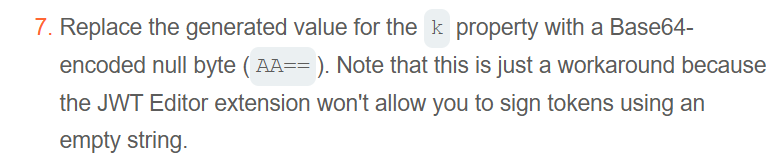 7. Replace the generated value for the k property with a Base64-
encoded null byte ( AA== ). Note that this is just a workaround because
the JWT Editor extension won't allow you to sign tokens using an
empty string.